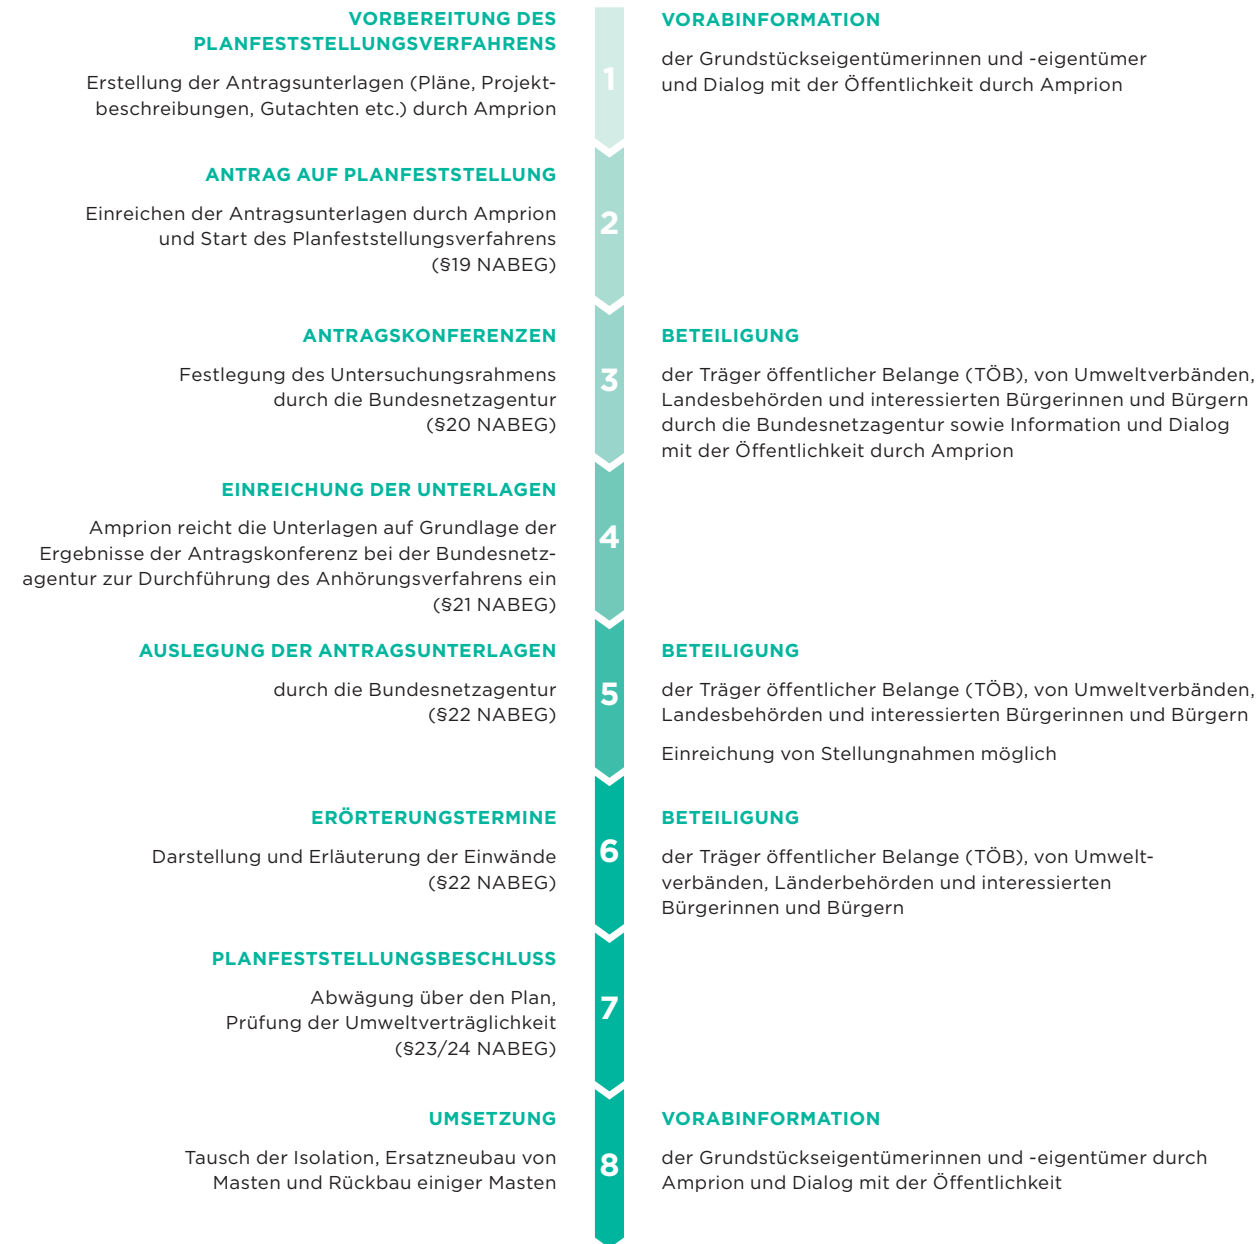 VORBEREITUNG DES
PLANFESTSTELLUNGSVERFAHRENS
Erstellung der Antragsunterlagen (Pläne, Projekt-
beschreibungen, Gutachten etc.) durch Amprion
1
VORABINFORMATION
der Grundstückseigentümerinnen und -eigentümer
und Dialog mit der Öffentlichkeit durch Amprion
ANTRAG AUF PLANFESTSTELLUNG
Einreichen der Antragsunterlagen durch Amprion
und Start des Planfeststellungsverfahrens
(§19 NABEG)
2
ANTRAGSKONFERENZEN
Festlegung des Untersuchungsrahmens
durch die Bundesnetzagentur
(§20 NABEG)
3
BETEILIGUNG
der Träger öffentlicher Belange (TÖB), von Umweltverbänden,
Landesbehörden und interessierten Bürgerinnen und Bürgern
durch die Bundesnetzagentur sowie Information und Dialog
mit der Öffentlichkeit durch Amprion
EINREICHUNG DER UNTERLAGEN
Amprion reicht die Unterlagen auf Grundlage der
Ergebnisse der Antragskonferenz bei der Bundesnetz-
agentur zur Durchführung des Anhörungsverfahrens ein
(§21 NABEG)
4
AUSLEGUNG DER ANTRAGSUNTERLAGEN
durch die Bundesnetzagentur
(§22 NABEG)
5
BETEILIGUNG
der Träger öffentlicher Belange (TÖB), von Umweltverbänden,
Landesbehörden und interessierten Bürgerinnen und Bürgern
Einreichung von Stellungnahmen möglich
ERÖRTERUNGSTERMINE
Darstellung und Erläuterung der Einwände
(§22 NABEG)
6
BETEILIGUNG
der Träger öffentlicher Belange (TÖB), von Umwelt-
verbänden, Länderbehörden und interessierten
Bürgerinnen und Bürgern
PLANFESTSTELLUNGSBESCHLUSS
Abwägung über den Plan,
Prüfung der Umweltverträglichkeit
(§23/24 NABEG)
7
UMSETZUNG
Tausch der Isolation, Ersatzneubau von
Masten und Rückbau einiger Masten
8
VORABINFORMATION
der Grundstückseigentümerinnen und -eigentümer durch
Amprion und Dialog mit der Öffentlichkeit